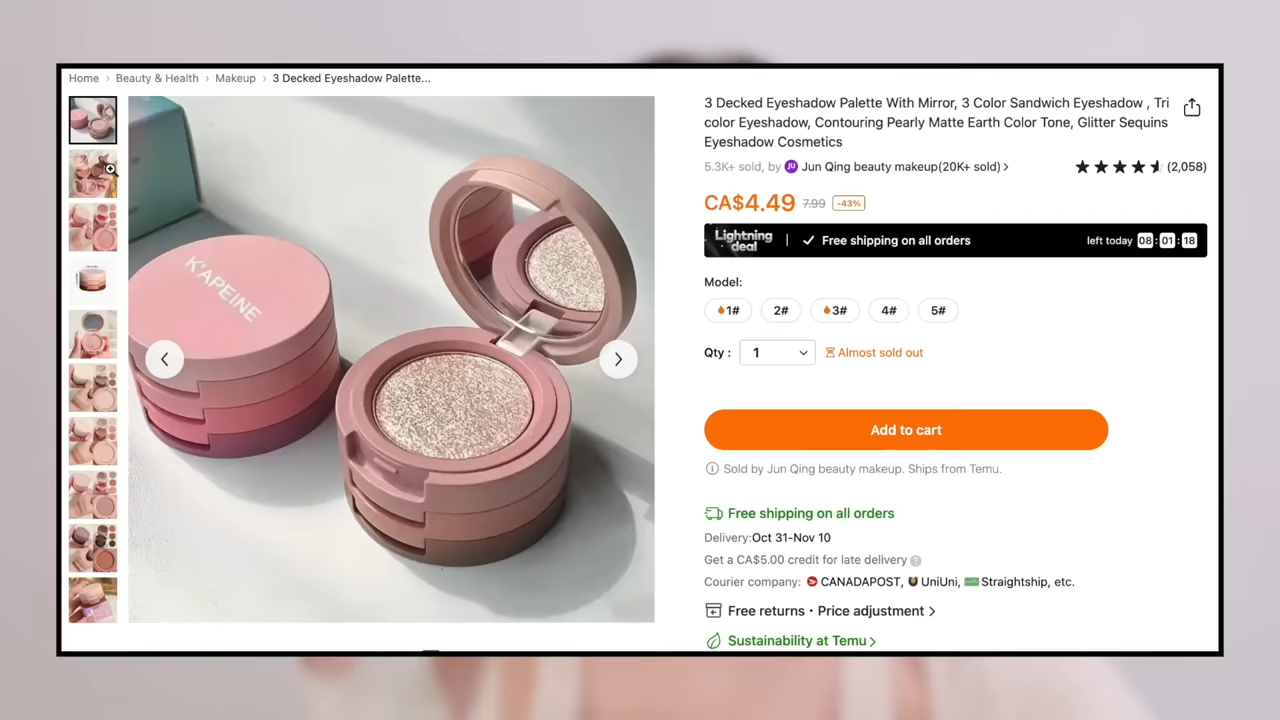 Home › Beauty & Health › Makeup › 3 Decked Eyeshadow Palette...
K'APEINE
3 Decked Eyeshadow Palette With Mirror, 3 Color Sandwich Eyeshadow , Tri
color Eyeshadow, Contouring Pearly Matte Earth Color Tone, Glitter Sequins
Eyeshadow Cosmetics
5.3K+ sold, by JU Jun Qing beauty makeup(20K+ sold) ›
(2,058)
CA$4.49 7.99 -43%
Lightning deal | Free shipping on all orders left today 08:01:18
Model:
1# 2# 3# 4# 5#
Qty : 1 Almost sold out
Add to cart
Sold by Jun Qing beauty makeup. Ships from Temu.
Free shipping on all orders
Delivery:Oct 31-Nov 10
Get a CA$5.00 credit for late delivery ?
Courier company: CANADAPOST, UniUni, Straightship, etc.
Free returns · Price adjustment ›
Sustainability at Temu ›